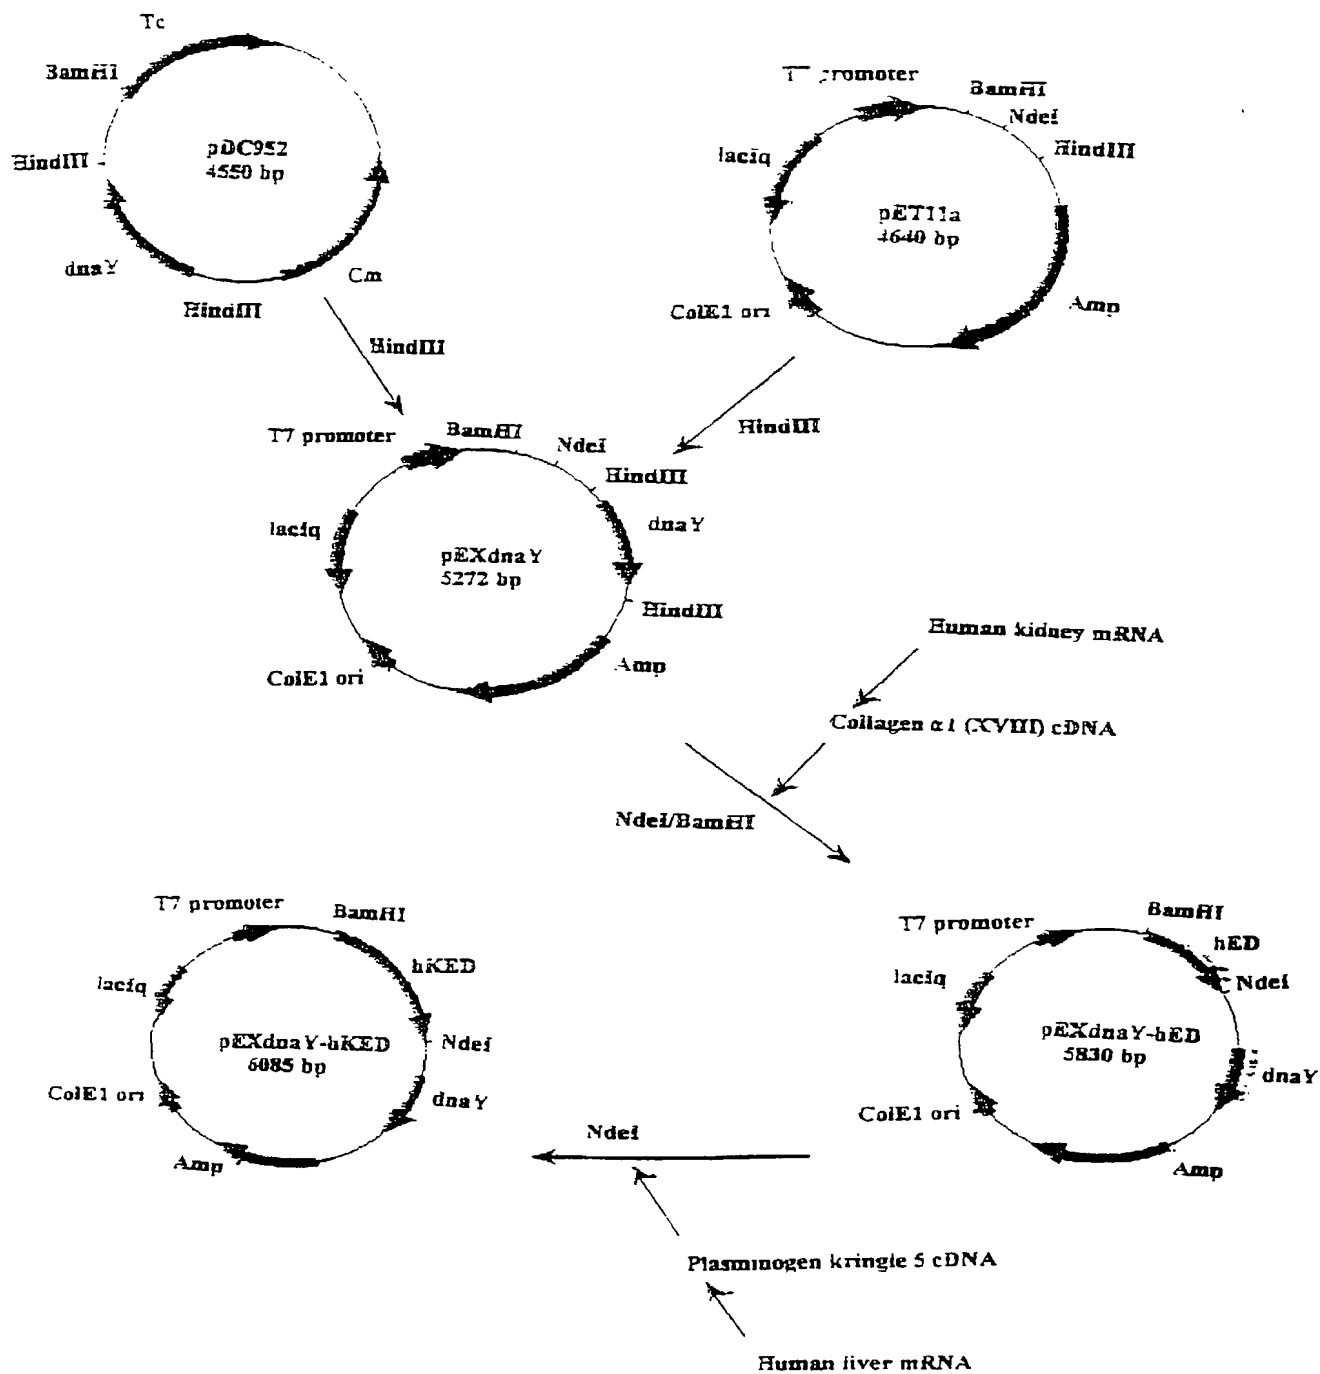 Tc
BamHI
HindIII
pDC952
4550 bp
dnaY
HindIII
Cm
T7 promoter
BamHI
NdeI
HindIII
lacIq
pET11a
4640 bp
ColE1 ori
Amp
HindIII
HindIII
T7 promoter
BamHI
NdeI
HindIII
lacIq
dnaY
pEXdnaY
5272 bp
HindIII
ColE1 ori
Amp
Human kidney mRNA
Collagen α1 (XVIII) cDNA
NdeI/BamHI
T7 promoter
BamHI
hKED
lacIq
pEXdnaY-hKED
6085 bp
NdeI
ColE1 ori
dnaY
Amp
T7 promoter
BamHI
hED
NdeI
lacIq
pEXdnaY-hED
5830 bp
dnaY
ColE1 ori
Amp
NdeI
Plasminogen kringle 5 cDNA
Human liver mRNA